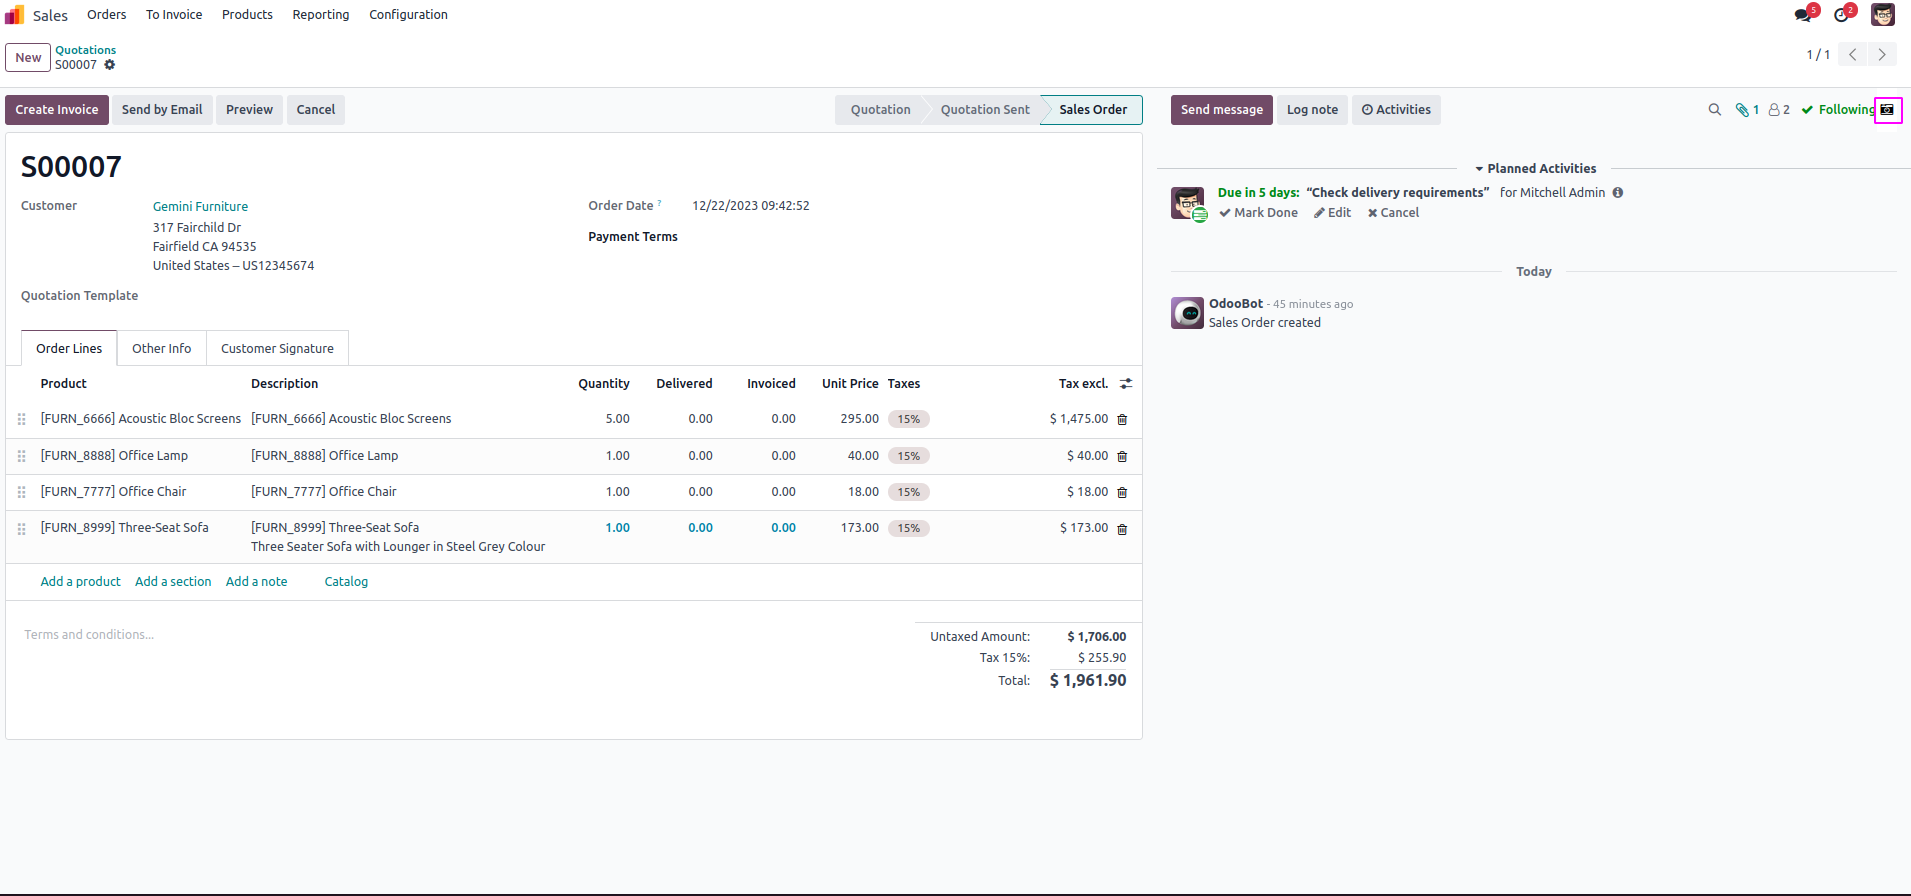 Sales Orders To Invoice Products Reporting Configuration 5 2
New Quotations
S00007 1 / 1
Create Invoice Send by Email Preview Cancel Quotation Quotation Sent Sales Order Send message Log note Activities 1 2 Following
S00007
Customer Gemini Furniture
317 Fairchild Dr
Fairfield CA 94535
United States – US12345674
Order Date ? 12/22/2023 09:42:52
Payment Terms
Quotation Template
Order Lines Other Info Customer Signature
Product Description Quantity Delivered Invoiced Unit Price Taxes Tax excl.
[FURN_6666] Acoustic Bloc Screens [FURN_6666] Acoustic Bloc Screens 5.00 0.00 0.00 295.00 15% $ 1,475.00
[FURN_8888] Office Lamp [FURN_8888] Office Lamp 1.00 0.00 0.00 40.00 15% $ 40.00
[FURN_7777] Office Chair [FURN_7777] Office Chair 1.00 0.00 0.00 18.00 15% $ 18.00
[FURN_8999] Three-Seat Sofa [FURN_8999] Three-Seat Sofa 1.00 0.00 0.00 173.00 15% $ 173.00
Three Seater Sofa with Lounger in Steel Grey Colour
Add a product Add a section Add a note Catalog
Terms and conditions...
Untaxed Amount: $ 1,706.00
Tax 15%: $ 255.90
Total: $ 1,961.90
Planned Activities
Due in 5 days: “Check delivery requirements” for Mitchell Admin
Mark Done Edit Cancel
Today
OdooBot - 45 minutes ago
Sales Order created